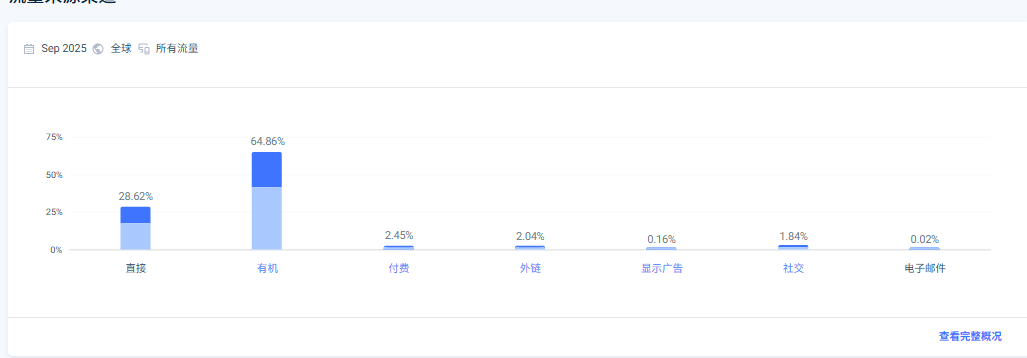 流量来源渠道
Sep 2025 全球 所有流量
75%
50%
25%
0%
28.62%
64.86%
2.45%
2.04%
0.16%
1.84%
0.02%
直接 有机 付费 外链 显示广告 社交 电子邮件
查看完整概况